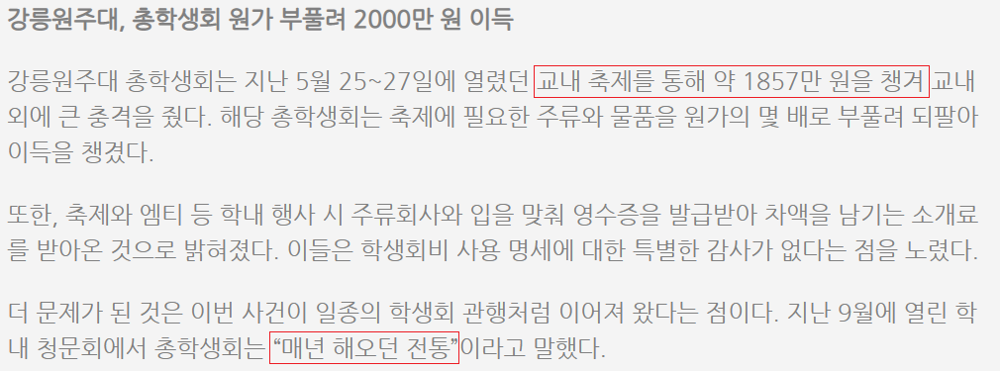 강릉원주대, 총학생회 원가 부풀려 2000만 원 이득
강릉원주대 총학생회는 지난 5월 25~27일에 열렸던 교내 축제를 통해 약 1857만 원을 챙겨 교내
외에 큰 충격을 줬다. 해당 총학생회는 축제에 필요한 주류와 물품을 원가의 몇 배로 부풀려 되팔아
이득을 챙겼다.
또한, 축제와 엠티 등 학내 행사 시 주류회사와 입을 맞춰 영수증을 발급받아 차액을 남기는 소개료
를 받아온 것으로 밝혀졌다. 이들은 학생회비 사용 명세에 대한 특별한 감사가 없다는 점을 노렸다.
더 문제가 된 것은 이번 사건이 일종의 학생회 관행처럼 이어져 왔다는 점이다. 지난 9월에 열린 학
내 청문회에서 총학생회는 “매년 해오던 전통”이라고 말했다.